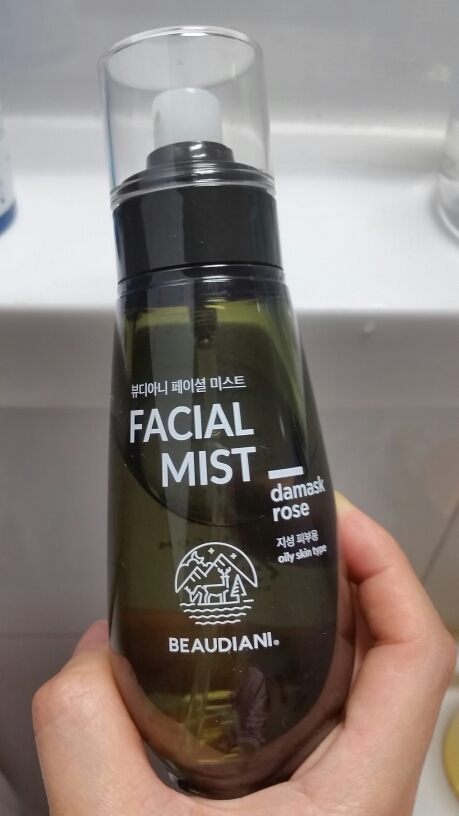 뷰디아니 페이셜 미스트
FACIAL
MIST
damask
rose
지성 피부용
oily skin type
BEAUDIANI®